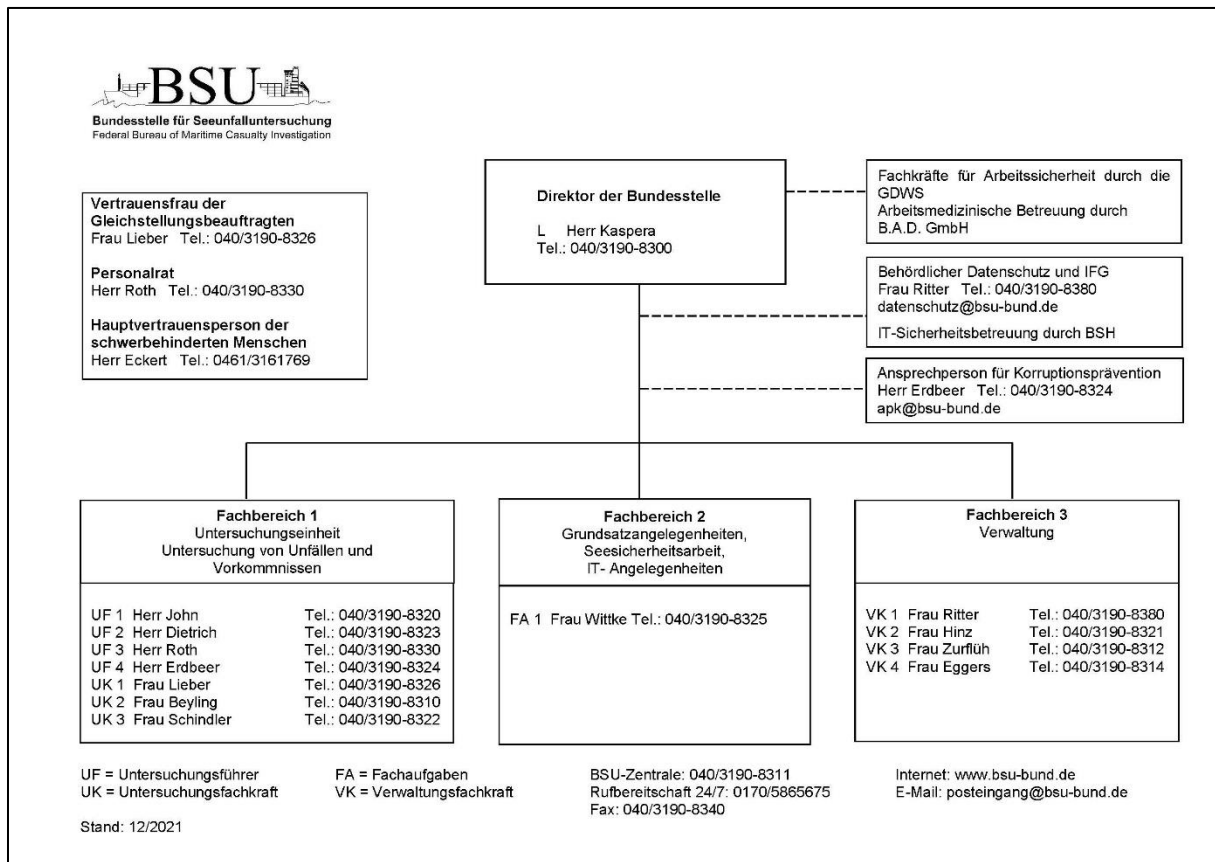 BSU
Bundesstelle für Seeunfalluntersuchung
Federal Bureau of Maritime Casualty Investigation
Vertrauensfrau der
Gleichstellungsbeauftragten
Frau Lieber Tel.: 040/3190-8326
Personalrat
Herr Roth Tel.: 040/3190-8330
Hauptvertrauensperson der
schwerbehinderten Menschen
Herr Eckert Tel.: 0461/3161769
Direktor der Bundesstelle
L Herr Kaspera
Tel.: 040/3190-8300
Fachkräfte für Arbeitssicherheit durch die
GDWS
Arbeitsmedizinische Betreuung durch
B.A.D. GmbH
Behördlicher Datenschutz und IFG
Frau Ritter Tel.: 040/3190-8380
datenschutz@bsu-bund.de
IT-Sicherheitsbetreuung durch BSH
Ansprechperson für Korruptionsprävention
Herr Erdbeer Tel.: 040/3190-8324
apk@bsu-bund.de
Fachbereich 1
Untersuchungseinheit
Untersuchung von Unfällen und
Vorkommnissen
UF 1 Herr John Tel.: 040/3190-8320
UF 2 Herr Dietrich Tel.: 040/3190-8323
UF 3 Herr Roth Tel.: 040/3190-8330
UF 4 Herr Erdbeer Tel.: 040/3190-8324
UK 1 Frau Lieber Tel.: 040/3190-8326
UK 2 Frau Beyling Tel.: 040/3190-8310
UK 3 Frau Schindler Tel.: 040/3190-8322
Fachbereich 2
Grundsatzangelegenheiten,
Seesicherheitsarbeit,
IT- Angelegenheiten
FA 1 Frau Wittke Tel.: 040/3190-8325
Fachbereich 3
Verwaltung
VK 1 Frau Ritter Tel.: 040/3190-8380
VK 2 Frau Hinz Tel.: 040/3190-8321
VK 3 Frau Zurflüh Tel.: 040/3190-8312
VK 4 Frau Eggers Tel.: 040/3190-8314
UF = Untersuchungsführer
UK = Untersuchungsfachkraft
FA = Fachaufgaben
VK = Verwaltungsfachkraft
BSU-Zentrale: 040/3190-8311
Rufbereitschaft 24/7: 0170/5865675
Fax: 040/3190-8340
Internet: www.bsu-bund.de
E-Mail: posteingang@bsu-bund.de
Stand: 12/2021